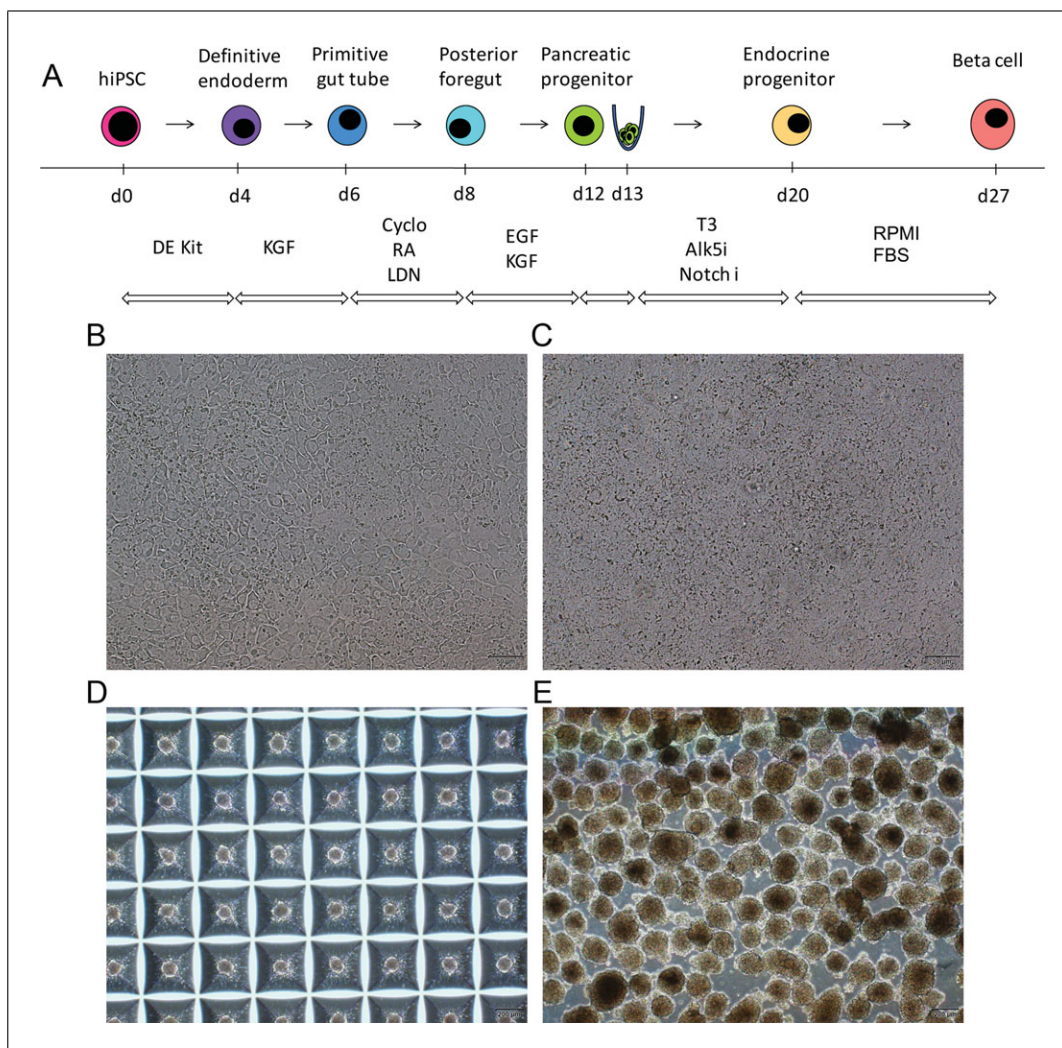 A
hiPSC
Definitive
endoderm
Primitive
gut tube
Posterior
foregut
Pancreatic
progenitor
Endocrine
progenitor
Beta cell
d0
d4
d6
d8
d12
d13
d20
d27
DE Kit
KGF
Cyclo
RA
LDN
EGF
KGF
T3
Alk5i
Notch i
RPMI
FBS
B
C
D
E